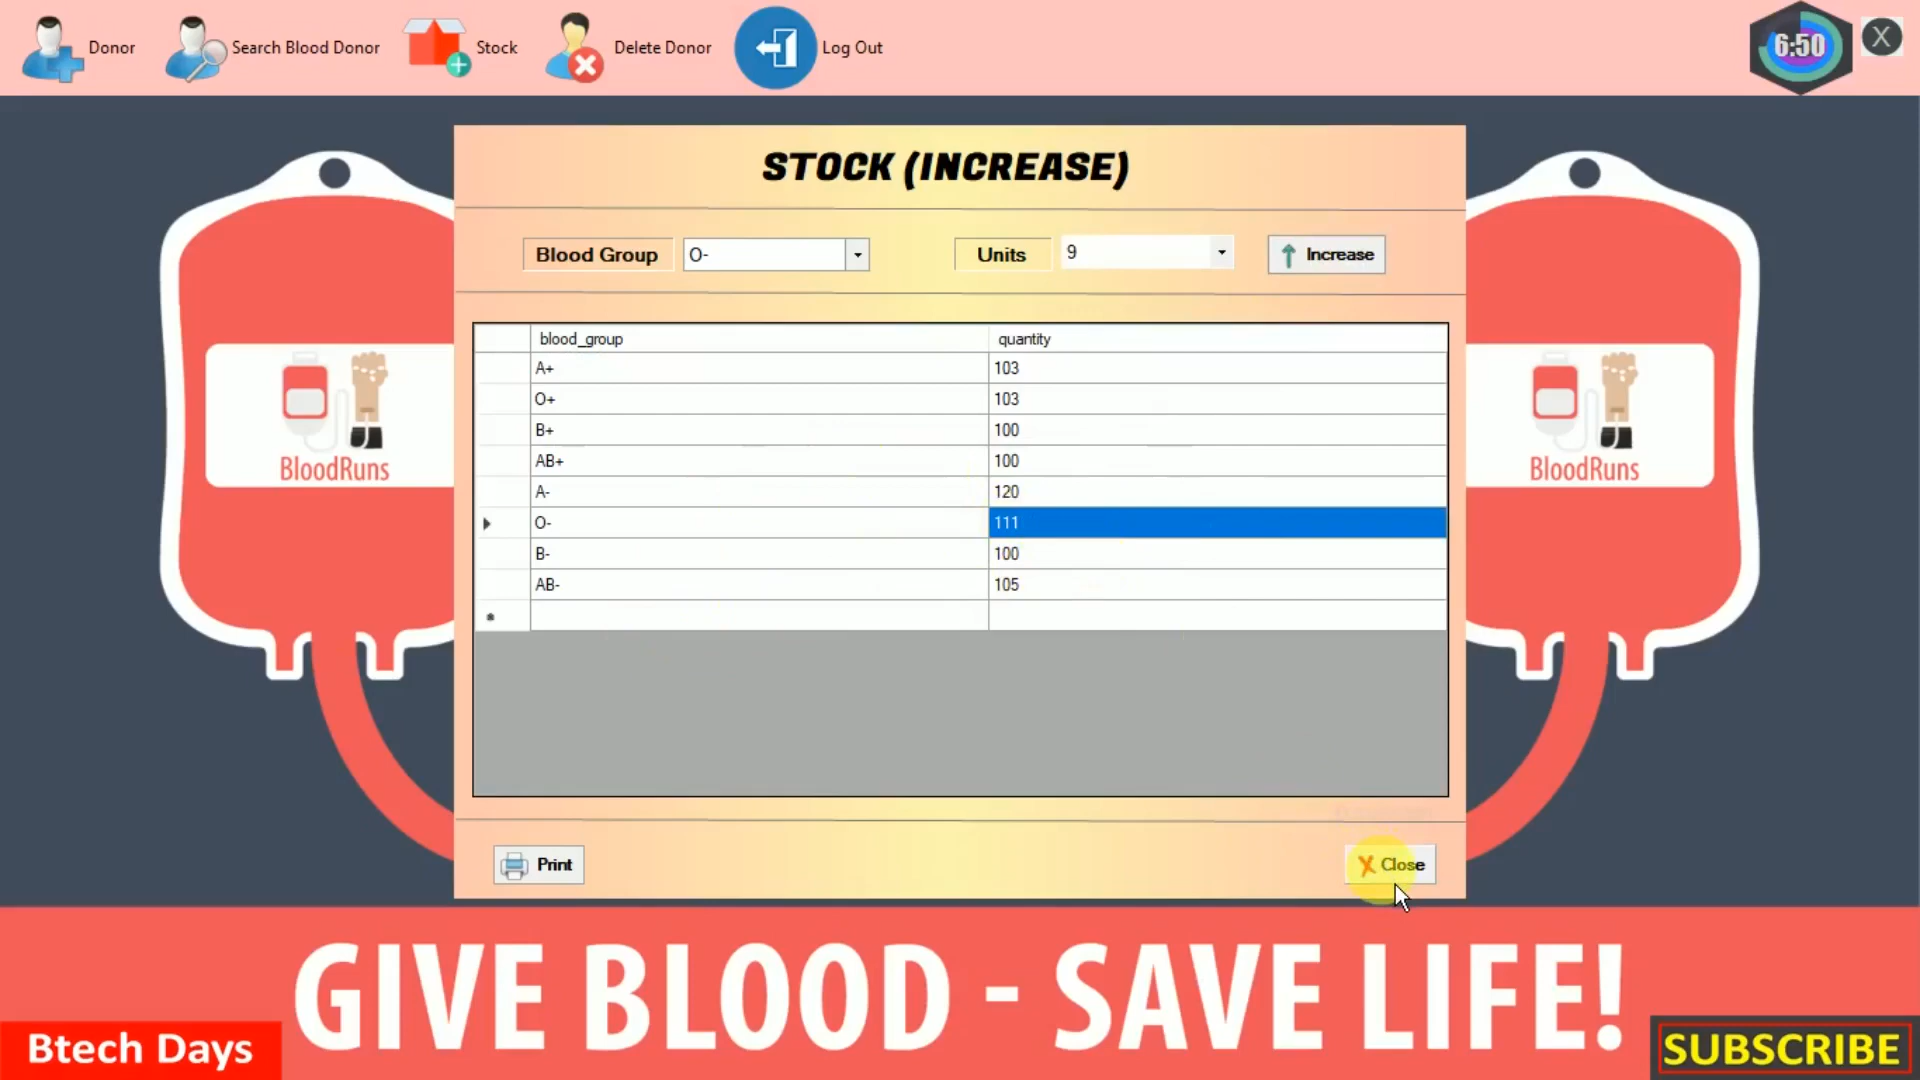 Donor
Search Blood Donor
Stock
Delete Donor
Log Out
6:50
X
STOCK (INCREASE)
Blood Group
O-
Units
9
Increase
blood_group quantity
A+ 103
O+ 103
B+ 100
AB+ 100
A- 120
O- 111
B- 100
AB- 105
BloodRuns
BloodRuns
Print
Close
GIVE BLOOD - SAVE LIFE!
Btech Days
SUBSCRIBE